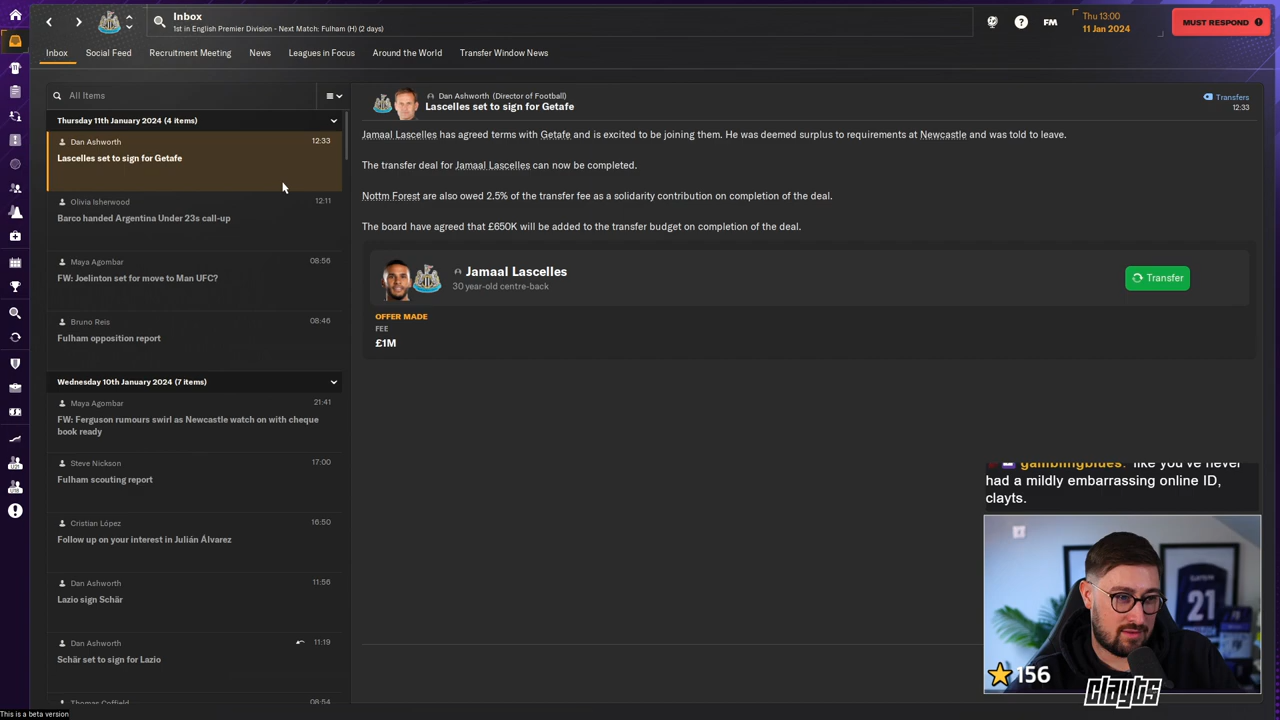 Inbox
1st in English Premier Division - Next Match: Fulham (H) (2 days)
FM
Thu 13:00
11 Jan 2024
MUST RESPOND
Inbox
Social Feed
Recruitment Meeting
News
Leagues in Focus
Around the World
Transfer Window News
All Items
Thursday 11th January 2024 (4 items)
Dan Ashworth
12:33
Lascelles set to sign for Getafe
Olivia Isherwood
12:11
Barco handed Argentina Under 23s call-up
Maya Agombar
08:56
FW: Joelinton set for move to Man UFC?
Bruno Reis
08:46
Fulham opposition report
Wednesday 10th January 2024 (7 items)
Maya Agombar
21:41
FW: Ferguson rumours swirl as Newcastle watch on with cheque
book ready
Steve Nickson
17:00
Fulham scouting report
Cristian López
16:50
Follow up on your interest in Julián Álvarez
Dan Ashworth
11:56
Lazio sign Schär
Dan Ashworth
11:19
Schär set to sign for Lazio
08:54
Dan Ashworth (Director of Football)
Lascelles set to sign for Getafe
Transfers
12:33
Jamaal Lascelles has agreed terms with Getafe and is excited to be joining them. He was deemed surplus to requirements at Newcastle and was told to leave.
The transfer deal for Jamaal Lascelles can now be completed.
Nottm Forest are also owed 2.5% of the transfer fee as a solidarity contribution on completion of the deal.
The board have agreed that £650K will be added to the transfer budget on completion of the deal.
Jamaal Lascelles
30 year-old centre-back
Transfer
OFFER MADE
FEE
£1M
gamblingblues: like you've never
had a mildly embarrassing online ID,
clayts.
21
156
clayts
This is a beta version